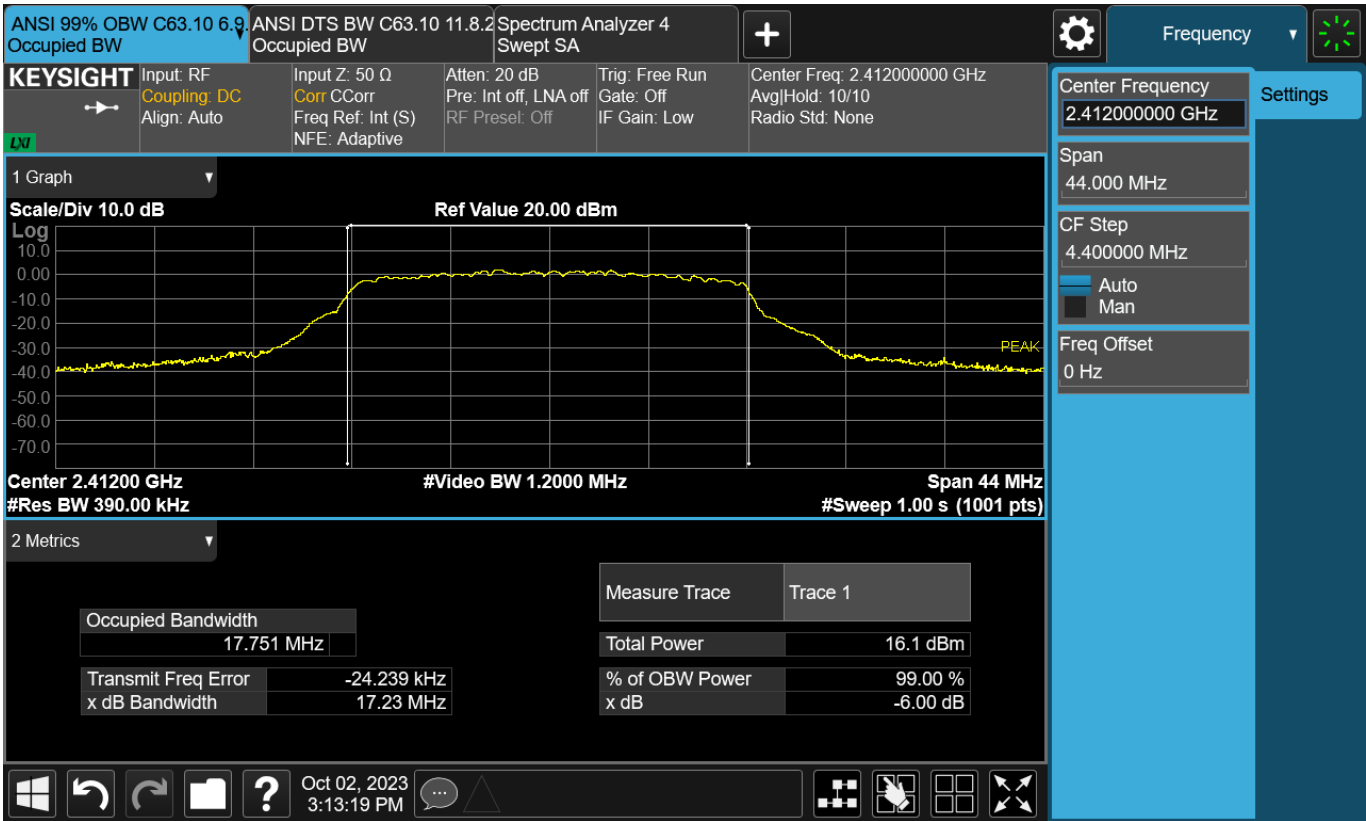 ANSI 99% OBW C63.10 6.9.
Occupied BW
ANSI DTS BW C63.10 11.8.2
Occupied BW
Spectrum Analyzer 4
Swept SA
Frequency
KEYSIGHT
LXI
Input: RF
Coupling: DC
Align: Auto
Input Z: 50 Ω
Corr CCorr
Freq Ref: Int (S)
NFE: Adaptive
Atten: 20 dB
Pre: Int off, LNA off
RF Presel: Off
Trig: Free Run
Gate: Off
IF Gain: Low
Center Freq: 2.412000000 GHz
Avg|Hold: 10/10
Radio Std: None
1 Graph
Scale/Div 10.0 dB
Ref Value 20.00 dBm
Log
10.0
0.00
-10.0
-20.0
-30.0
-40.0
-50.0
-60.0
-70.0
PEAK
Center 2.41200 GHz
#Video BW 1.2000 MHz
Span 44 MHz
#Res BW 390.00 kHz
#Sweep 1.00 s (1001 pts)
2 Metrics
Measure Trace Trace 1
Occupied Bandwidth
17.751 MHz
Total Power 16.1 dBm
Transmit Freq Error -24.239 kHz
% of OBW Power 99.00 %
x dB Bandwidth 17.23 MHz
x dB -6.00 dB
Center Frequency
2.412000000 GHz
Settings
Span
44.000 MHz
CF Step
4.400000 MHz
Auto
Man
Freq Offset
0 Hz
Oct 02, 2023
3:13:19 PM